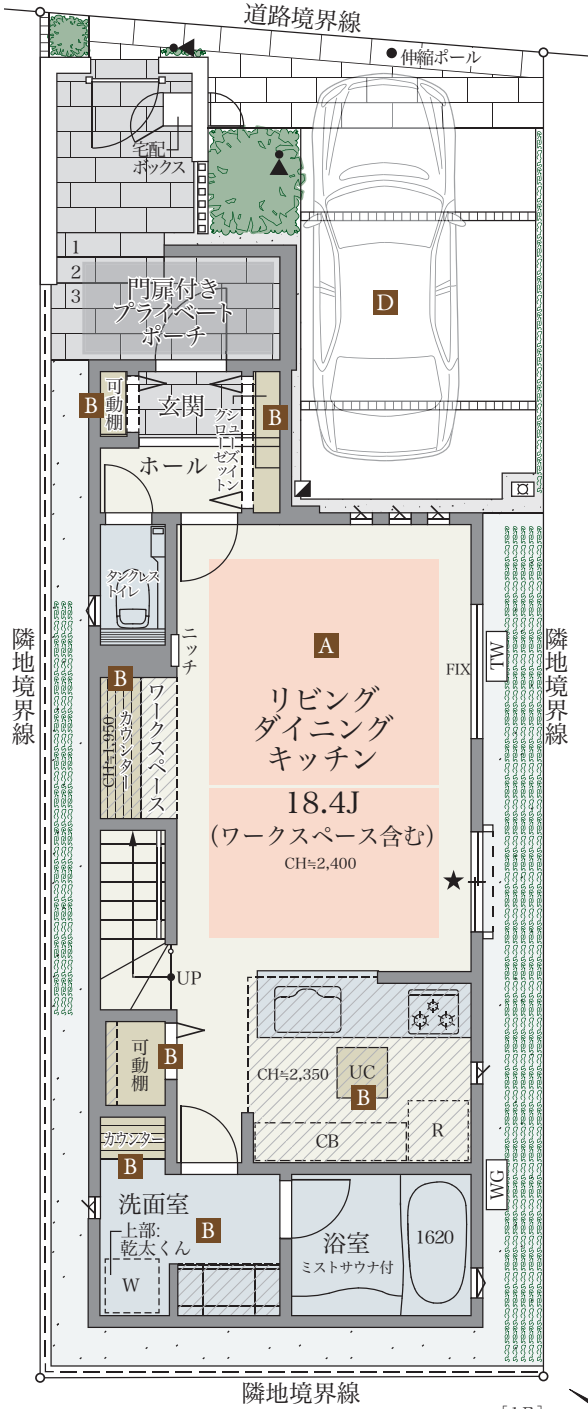 道路境界線
伸縮ポール
宅配
ボックス
1
2
3
門扉付き
プライベート
ポーチ
D
可動棚
B
玄関
シューズイン
クローゼット
B
ホール
タンクレス
トイレ
ニッチ
A
FIX
TW
隣地境界線
隣地境界線
B
ワークスペース
カウンター
CH≒1,950
リビング
ダイニング
キッチン
18.4J
(ワークスペース含む)
CH≒2,400
★
UP
可動棚
B
CH≒2,350
UC
B
CB
R
カウンター
B
WG
洗面室
B
上部:
乾太くん
W
浴室
ミストサウナ付
1620
隣地境界線